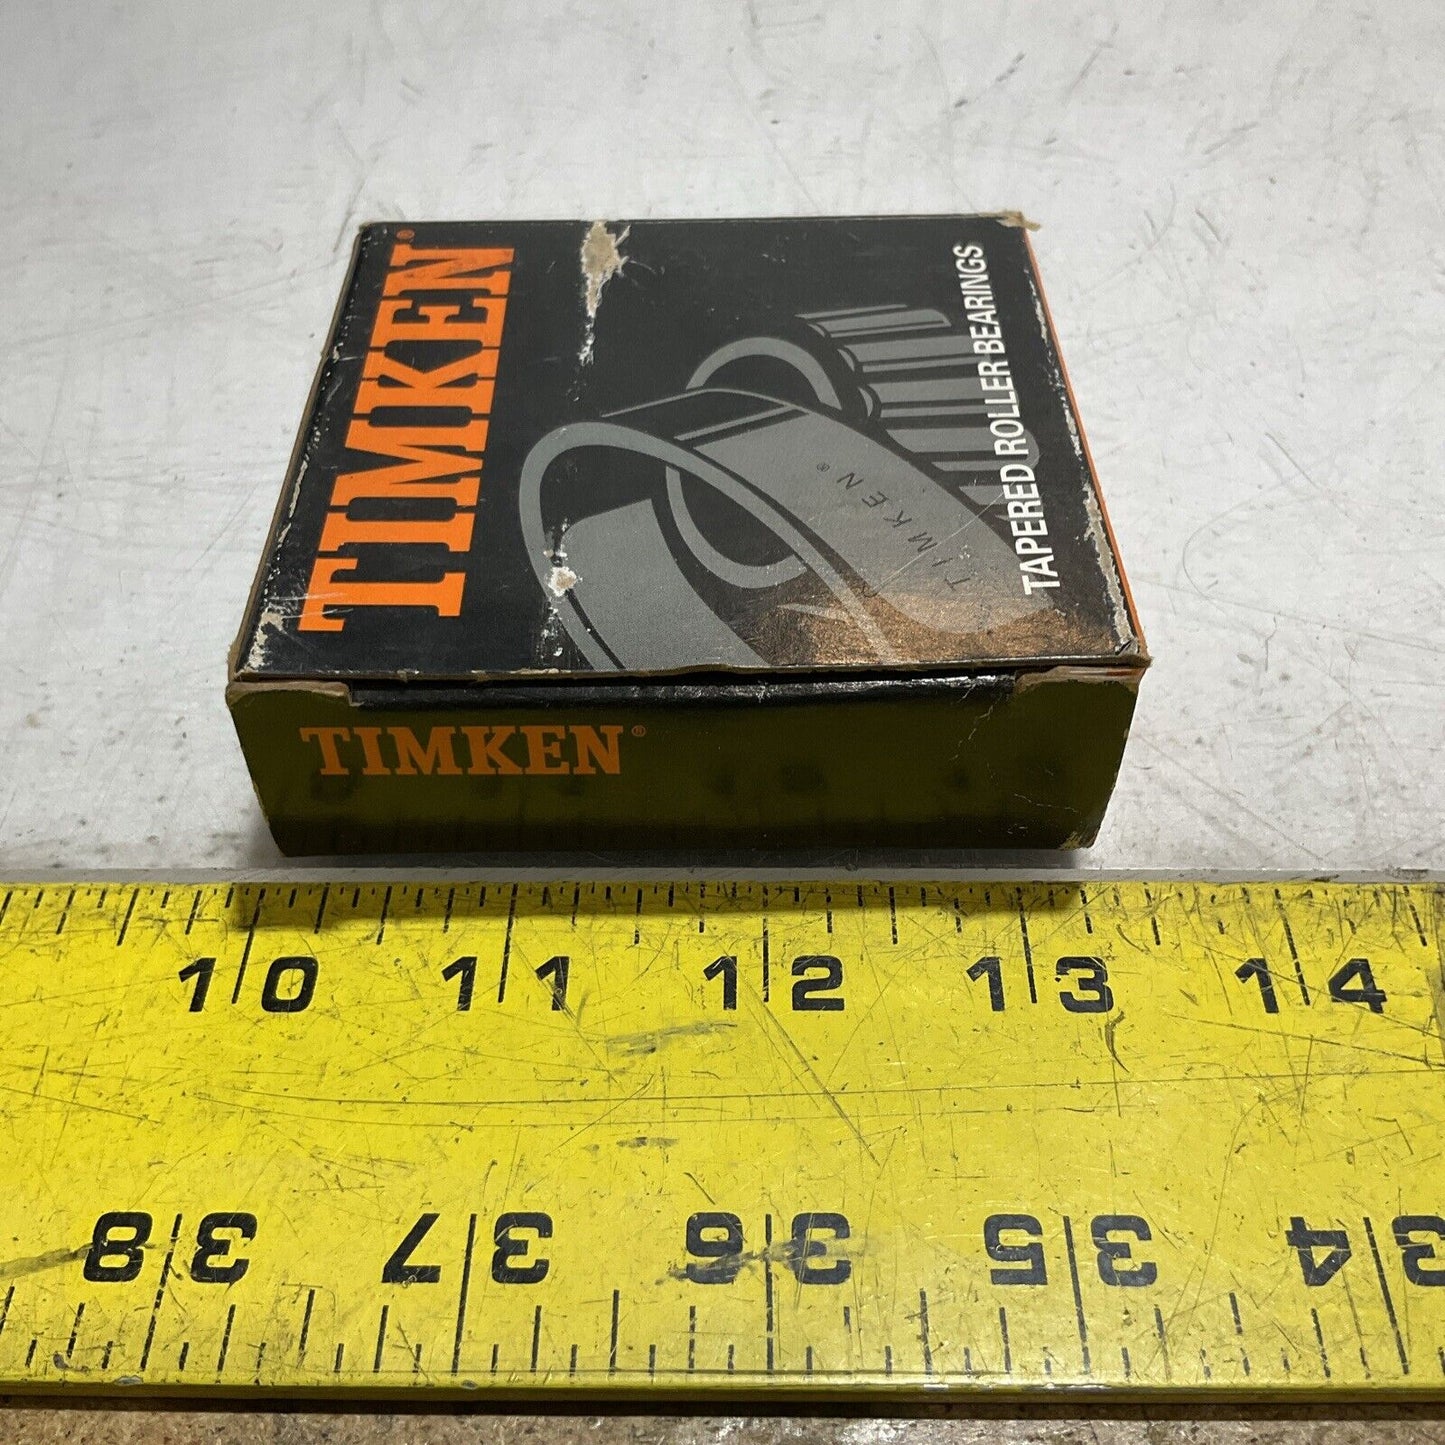 TIMKEN®
TAPERED ROLLER BEARINGS
TIMKEN®
TIMKEN®
10 11 12 13 14
38 37 36 35 34